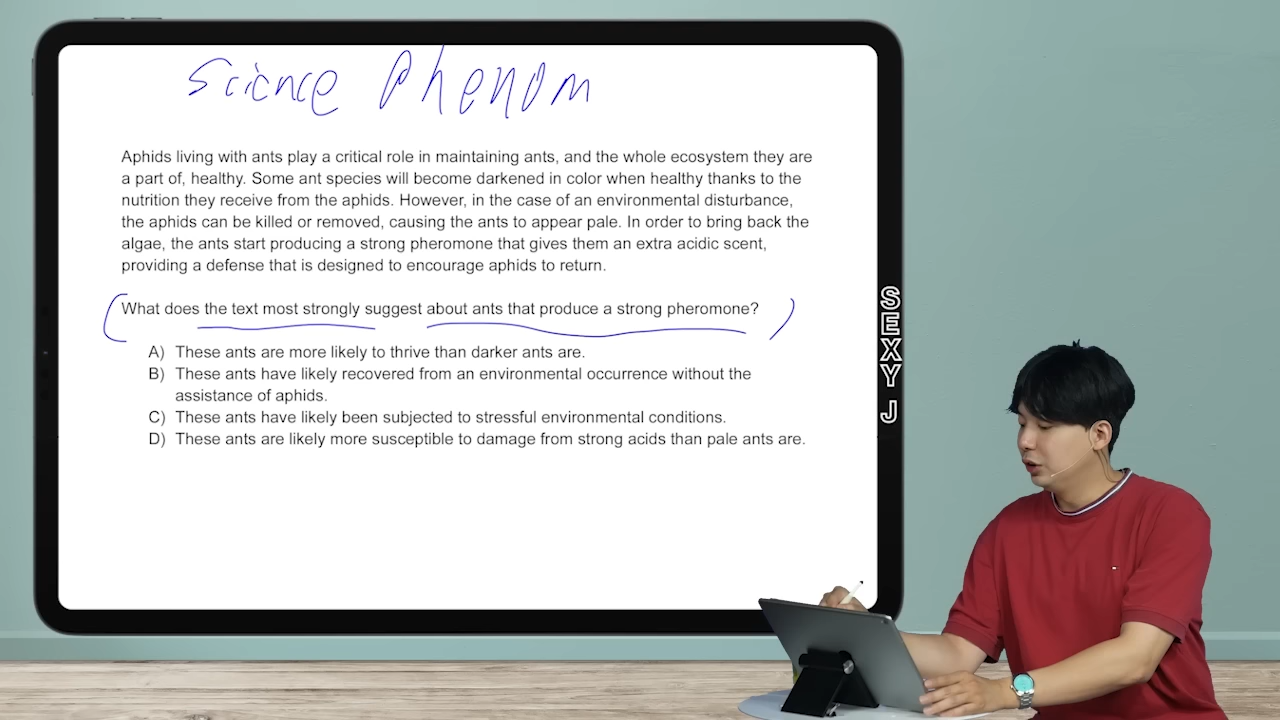 Science Phenom
Aphids living with ants play a critical role in maintaining ants, and the whole ecosystem they are
a part of, healthy. Some ant species will become darkened in color when healthy thanks to the
nutrition they receive from the aphids. However, in the case of an environmental disturbance,
the aphids can be killed or removed, causing the ants to appear pale. In order to bring back the
algae, the ants start producing a strong pheromone that gives them an extra acidic scent,
providing a defense that is designed to encourage aphids to return.
What does the text most strongly suggest about ants that produce a strong pheromone?
A) These ants are more likely to thrive than darker ants are.
B) These ants have likely recovered from an environmental occurrence without the
assistance of aphids.
C) These ants have likely been subjected to stressful environmental conditions.
D) These ants are likely more susceptible to damage from strong acids than pale ants are.
SEXY J